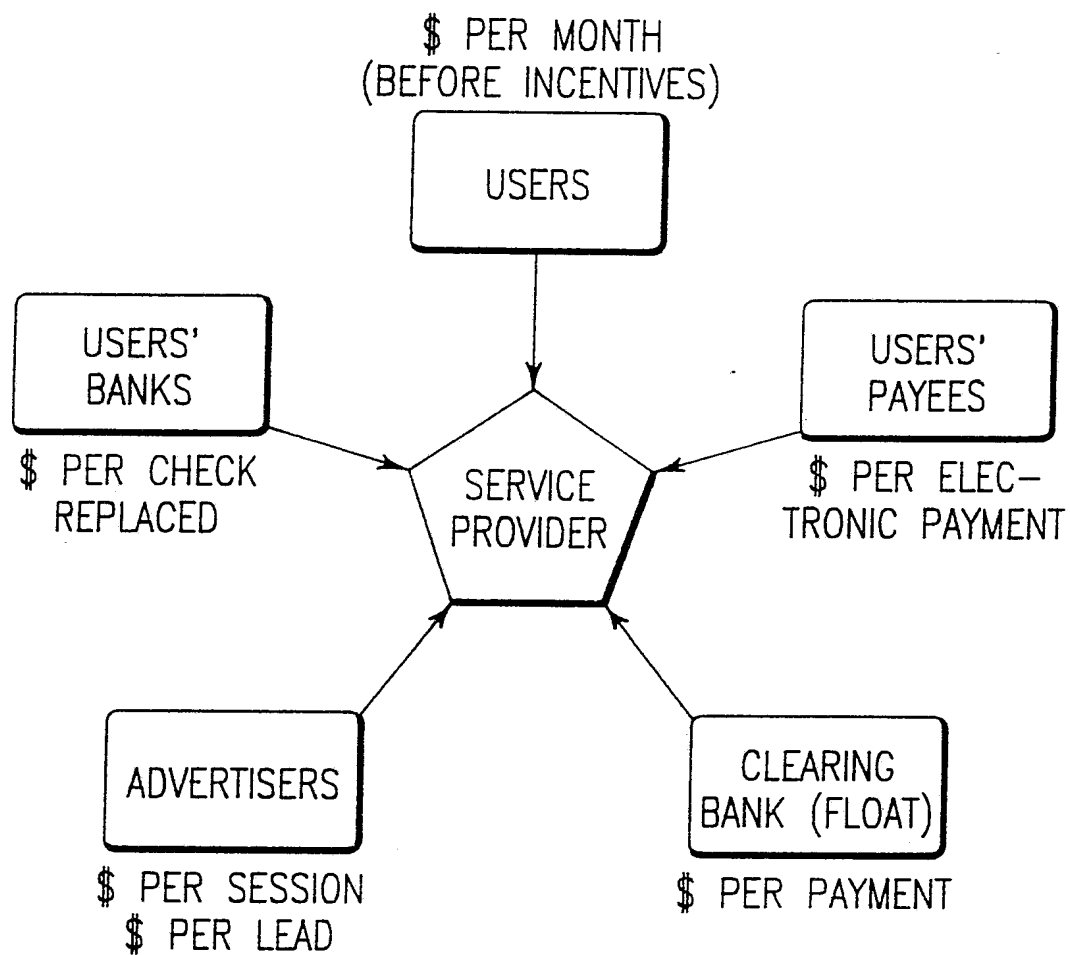 $ PER MONTH
(BEFORE INCENTIVES)
USERS
USERS'
BANKS
$ PER CHECK
REPLACED
USERS'
PAYEES
$ PER ELEC-
TRONIC PAYMENT
SERVICE
PROVIDER
ADVERTISERS
$ PER SESSION
$ PER LEAD
CLEARING
BANK (FLOAT)
$ PER PAYMENT